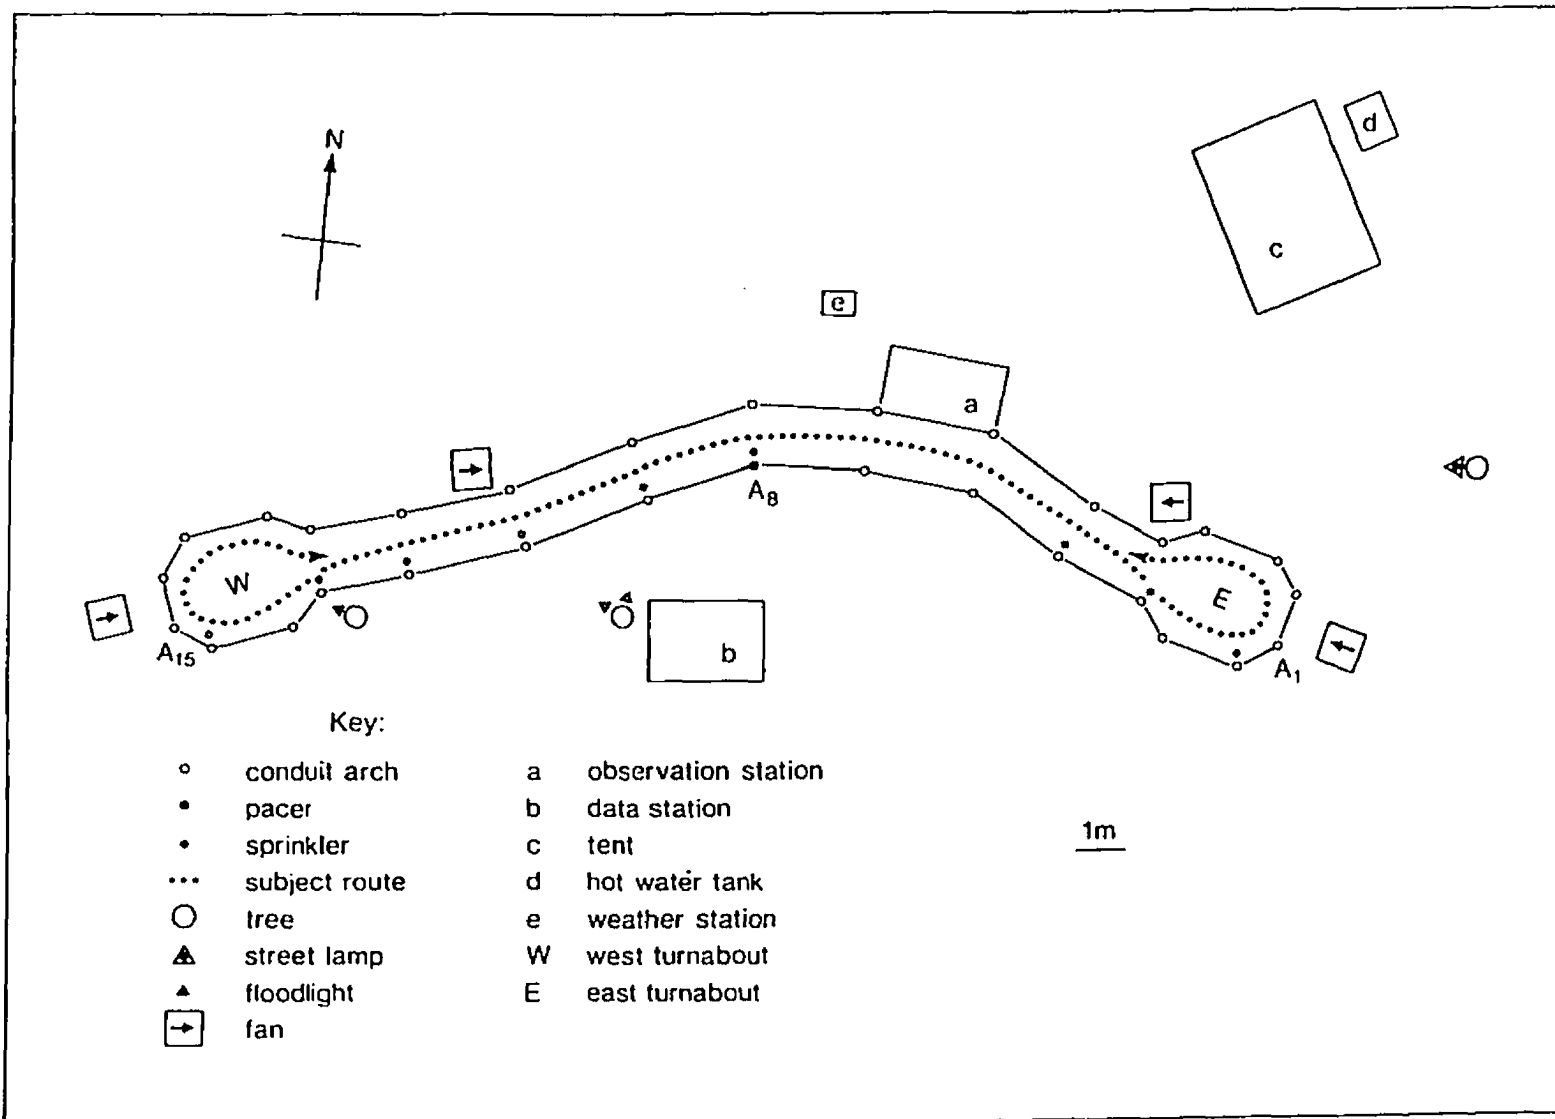 N
d
c
e
a
A8
W
E
A15
b
A1
Key:
conduit arch
pacer
sprinkler
subject route
tree
street lamp
floodlight
fan
a observation station
b data station
c tent
d hot water tank
e weather station
W west turnabout
E east turnabout
1m